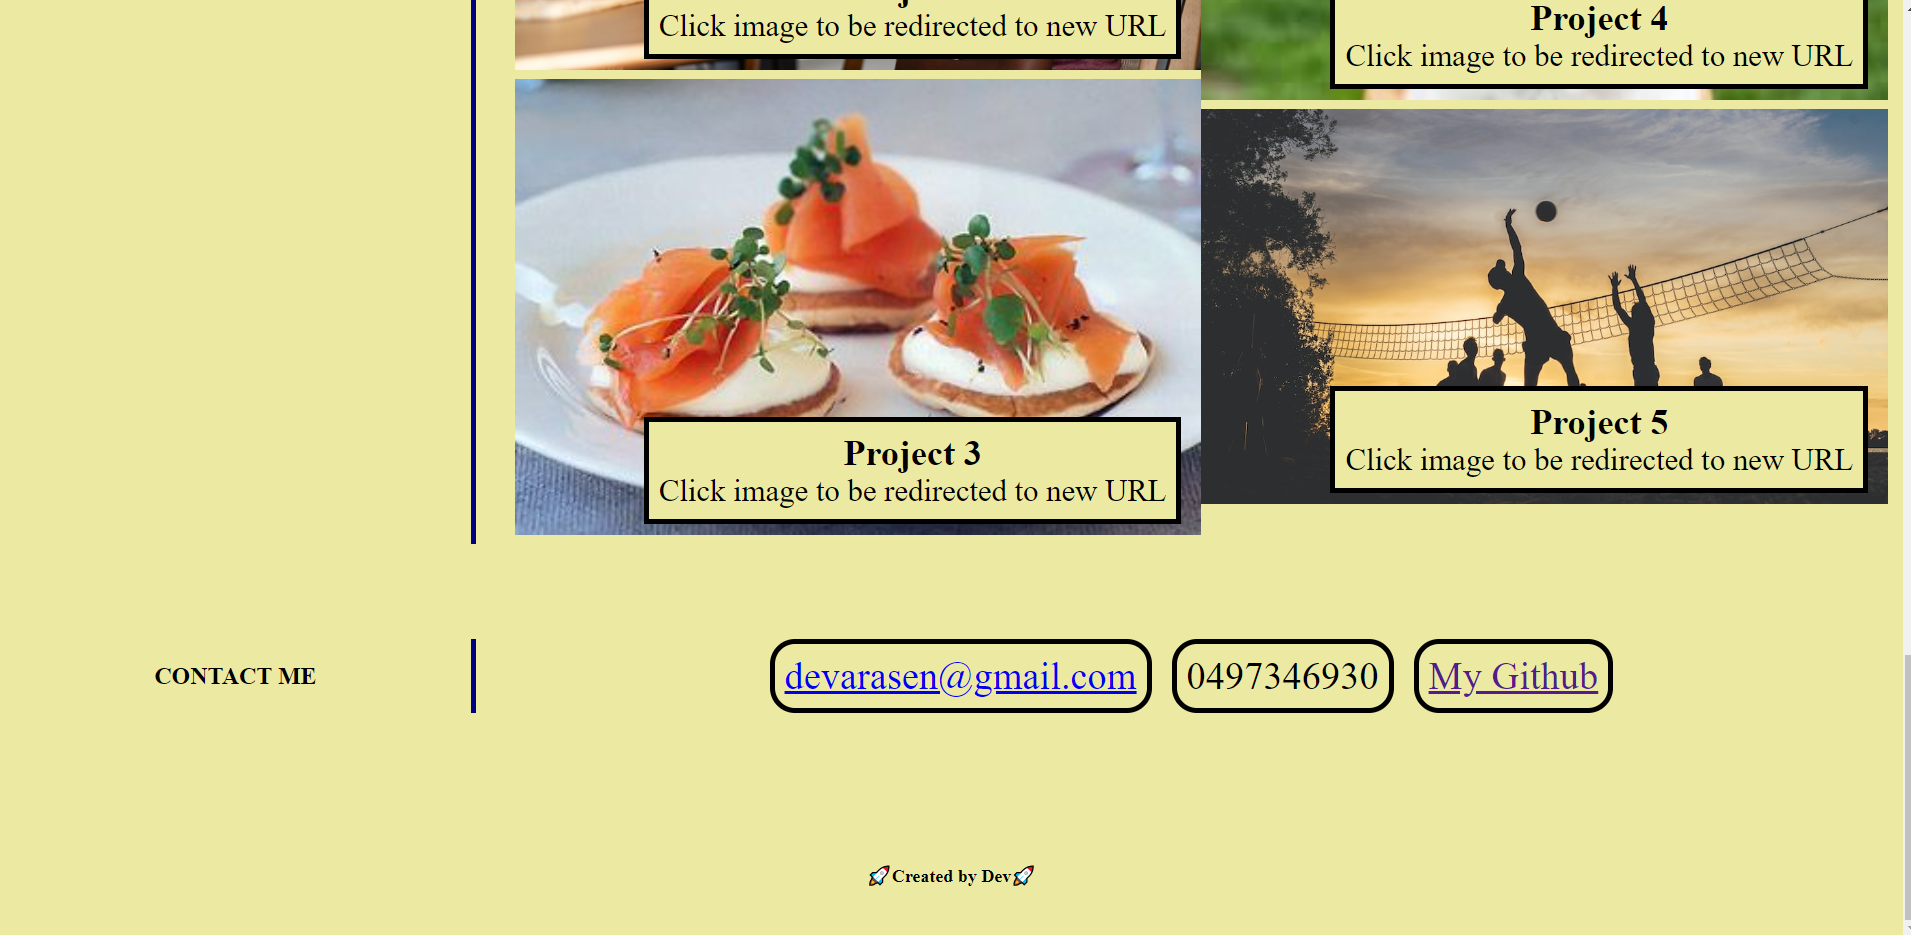 Click image to be redirected to new URL
Project 4
Click image to be redirected to new URL
Project 3
Click image to be redirected to new URL
Project 5
Click image to be redirected to new URL
CONTACT ME
devarasen@gmail.com
0497346930
My Github
🚀Created by Dev🚀